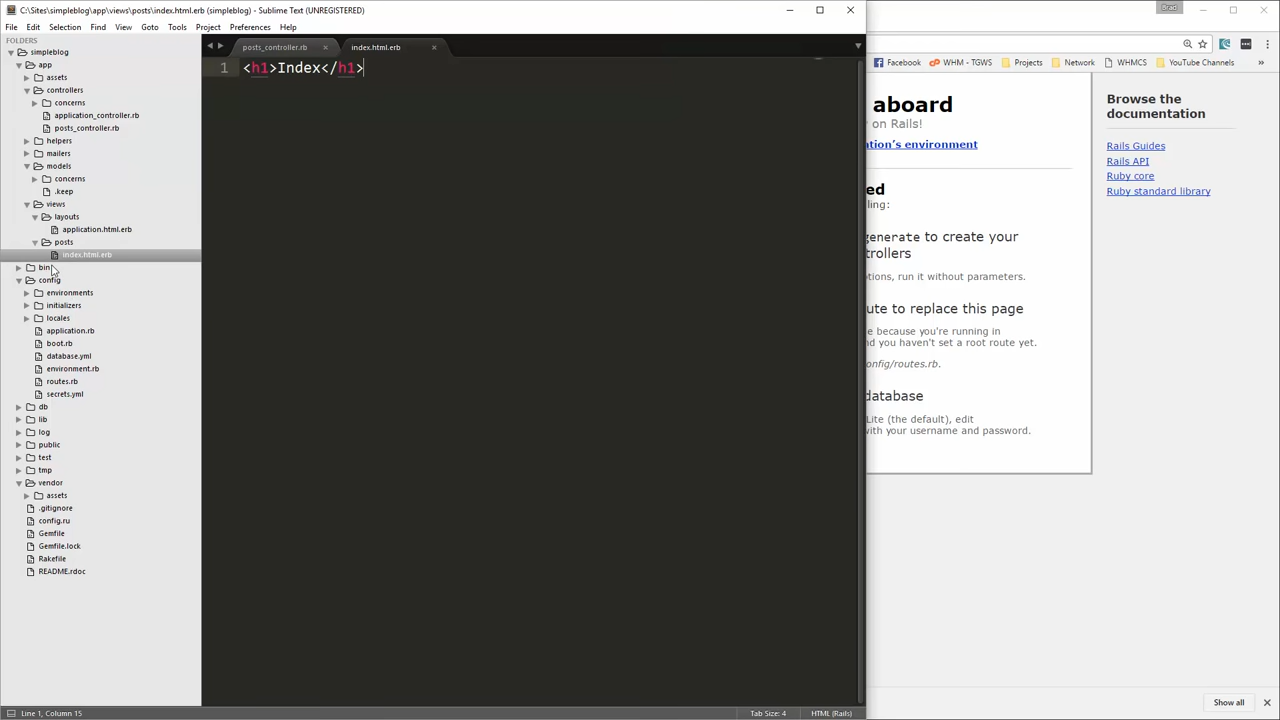 C:\Sites\simpleblog\app\views\posts\index.html.erb (simpleblog) - Sublime Text (UNREGISTERED)
File Edit Selection Find View Goto Tools Project Preferences Help
FOLDERS
simpleblog
app
assets
controllers
concerns
application_controller.rb
posts_controller.rb
helpers
mailers
models
concerns
.keep
views
layouts
application.html.erb
posts
index.html.erb
bin
config
environments
initializers
locales
application.rb
boot.rb
database.yml
environment.rb
routes.rb
secrets.yml
db
lib
log
public
test
tmp
vendor
assets
.gitignore
config.ru
Gemfile
Gemfile.lock
Rakefile
README.rdoc
posts_controller.rb index.html.erb
1 <h1>Index</h1>
Line 1, Column 15 Tab Size: 4 HTML (Rails)
Brad
Facebook WHM - TGWS Projects Network WHMCS YouTube Channels »
aboard
on Rails!
tion's environment
ed
ling:
generate to create your
trollers
tions, run it without parameters.
ute to replace this page
e because you're running in
nd you haven't set a root route yet.
onfig/routes.rb.
database
Lite (the default), edit
with your username and password.
Browse the
documentation
Rails Guides
Rails API
Ruby core
Ruby standard library
Show all